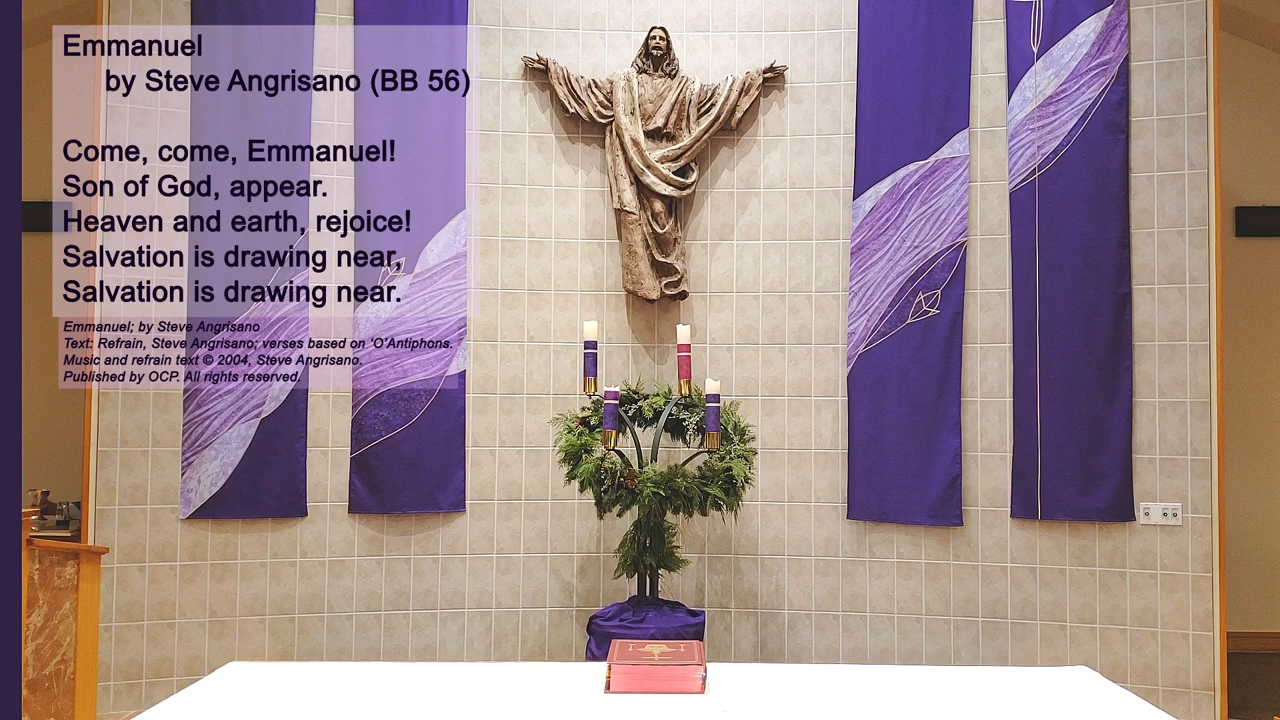 Emmanuel
by Steve Angrisano (BB 56)
Come, come, Emmanuel!
Son of God, appear.
Heaven and earth, rejoice!
Salvation is drawing near,
Salvation is drawing near.
Emmanuel; by Steve Angrisano
Text: Refrain, Steve Angrisano; verses based on ‘O’Antiphons.
Music and refrain text © 2004, Steve Angrisano.
Published by OCP. All rights reserved.